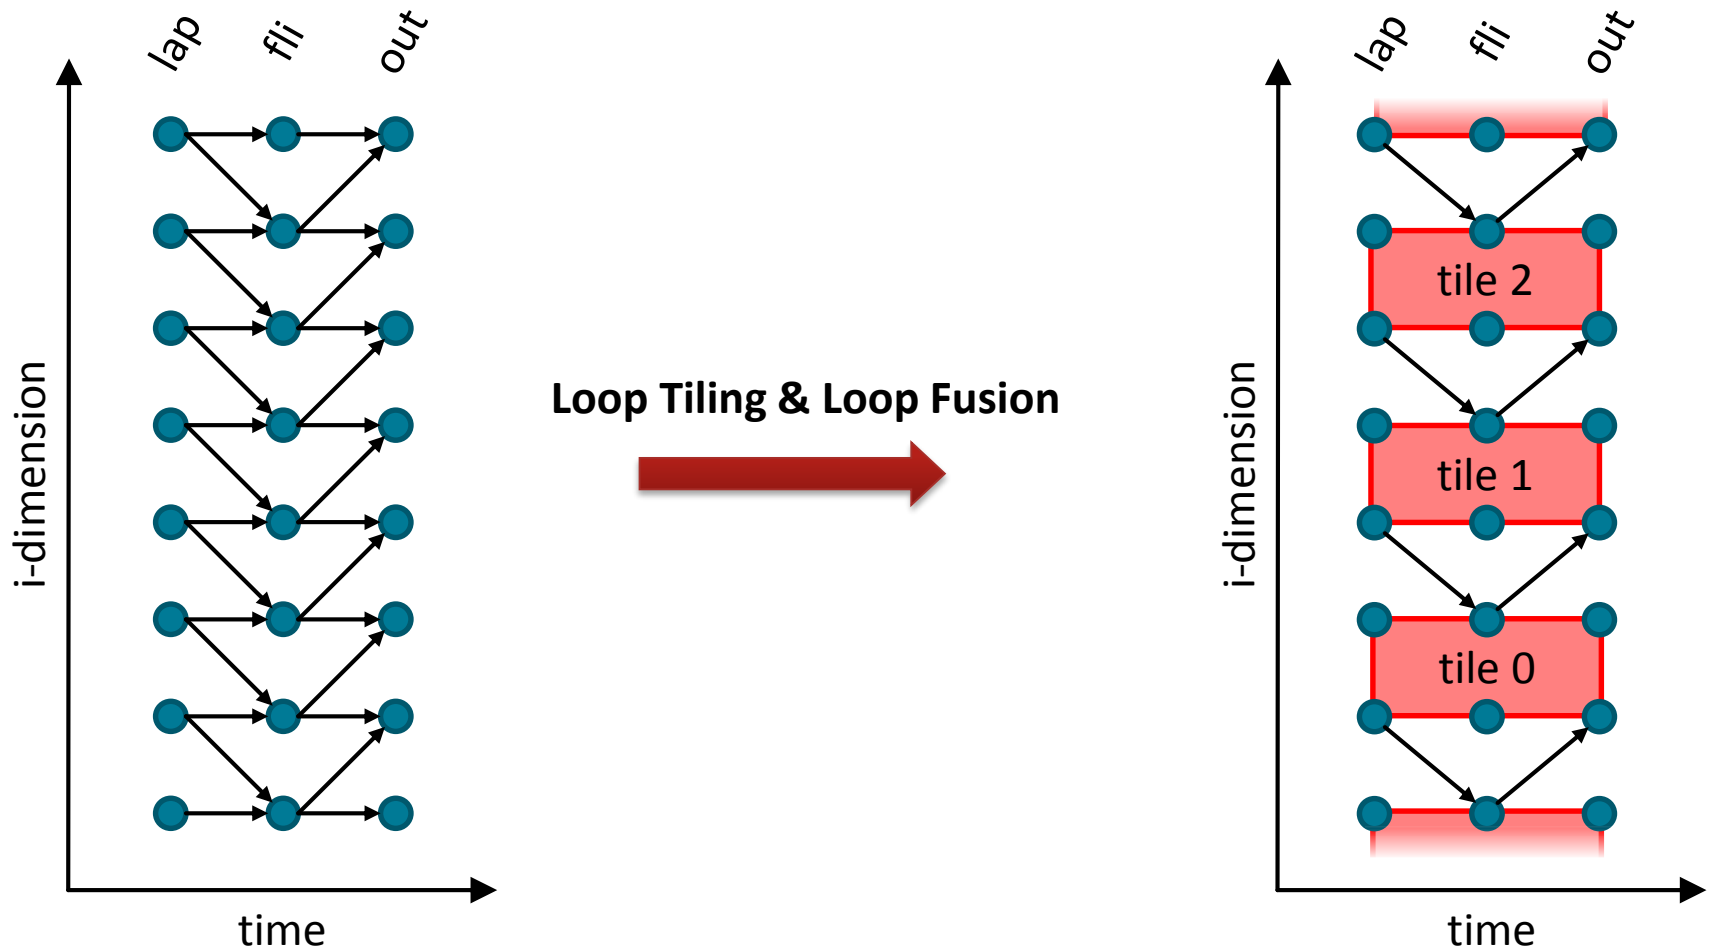 lap
fli
out
i-dimension
time
Loop Tiling & Loop Fusion
lap
fli
out
i-dimension
tile 2
tile 1
tile 0
time